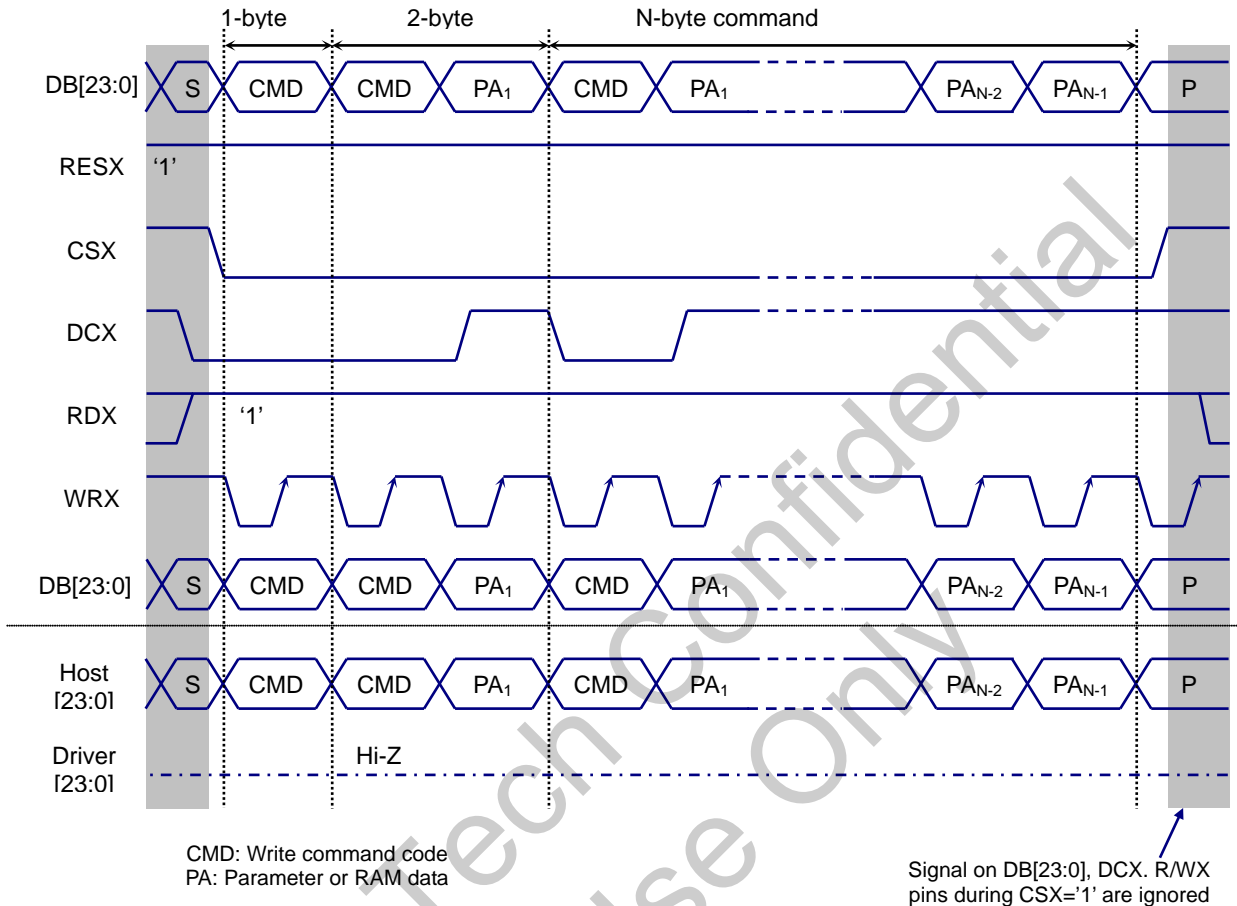 1-byte 2-byte N-byte command
DB[23:0] S CMD CMD PA1 CMD PA1 PAN-2 PAN-1 P
RESX '1'
CSX
DCX
RDX '1'
WRX
DB[23:0] S CMD CMD PA1 CMD PA1 PAN-2 PAN-1 P
Host
[23:0] S CMD CMD PA1 CMD PA1 PAN-2 PAN-1 P
Driver
[23:0] Hi-Z
CMD: Write command code
PA: Parameter or RAM data
Signal on DB[23:0], DCX. R/WX
pins during CSX='1' are ignored
Tech Confidential
Use Only